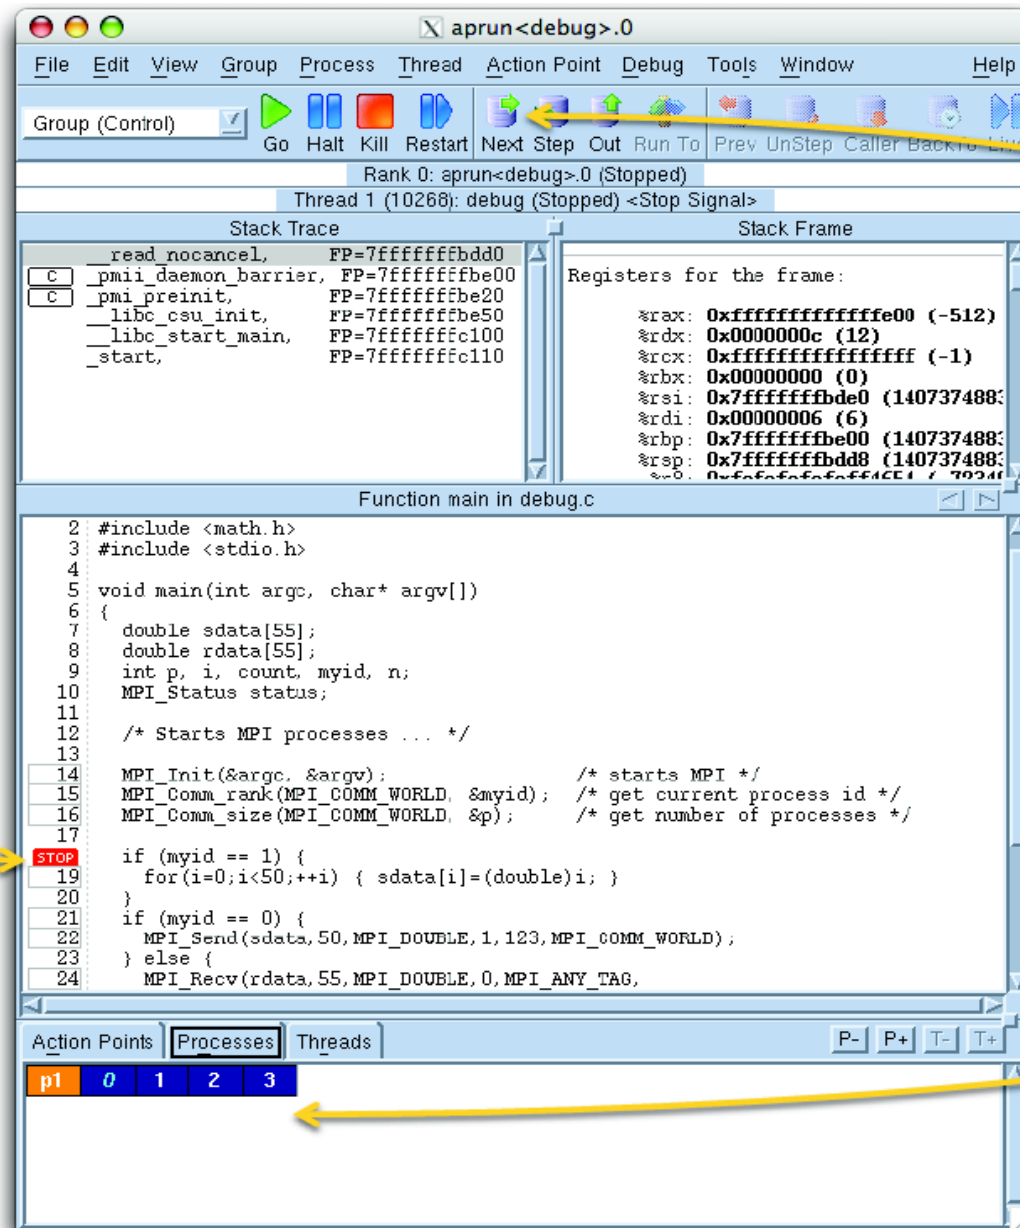 aprun<debug>.0
File Edit View Group Process Thread Action Point Debug Tools Window Help
Group (Control)
Go Halt Kill Restart Next Step Out Run To Prev UnStep Caller BackTo Live
Rank 0: aprun<debug>.0 (Stopped)
Thread 1 (10268): debug (Stopped) <Stop Signal>
Stack Trace
__read_nocancel, FP=7fffffffbdd0
C _pmii_daemon_barrier, FP=7fffffffbe00
C _pmi_preinit, FP=7fffffffbe20
__libc_csu_init, FP=7fffffffbe50
__libc_start_main, FP=7fffffffc100
_start, FP=7fffffffc110
Stack Frame
Registers for the frame:
%rax: 0xfffffffffffffe00 (-512)
%rdx: 0x0000000c (12)
%rcx: 0xffffffffffffffff (-1)
%rbx: 0x00000000 (0)
%rsi: 0x7fffffffbde0 (140737488
%rdi: 0x00000006 (6)
%rbp: 0x7fffffffbe00 (140737488
%rsp: 0x7fffffffbdd8 (140737488
Function main in debug.c
2 #include <math.h>
3 #include <stdio.h>
4
5 void main(int argc, char* argv[])
6 {
7 double sdata[55];
8 double rdata[55];
9 int p, i, count, myid, n;
10 MPI_Status status;
11
12 /* Starts MPI processes ... */
13
14 MPI_Init(&argc, &argv); /* starts MPI */
15 MPI_Comm_rank(MPI_COMM_WORLD, &myid); /* get current process id */
16 MPI_Comm_size(MPI_COMM_WORLD, &p); /* get number of processes */
17
STOP if (myid == 1) {
19 for(i=0;i<50;++i) { sdata[i]=(double)i; }
20 }
21 if (myid == 0) {
22 MPI_Send(sdata,50,MPI_DOUBLE,1,123,MPI_COMM_WORLD);
23 } else {
24 MPI_Recv(rdata,55,MPI_DOUBLE,0,MPI_ANY_TAG,
Action Points Processes Threads P- P+ T- T+
p1 0 1 2 3